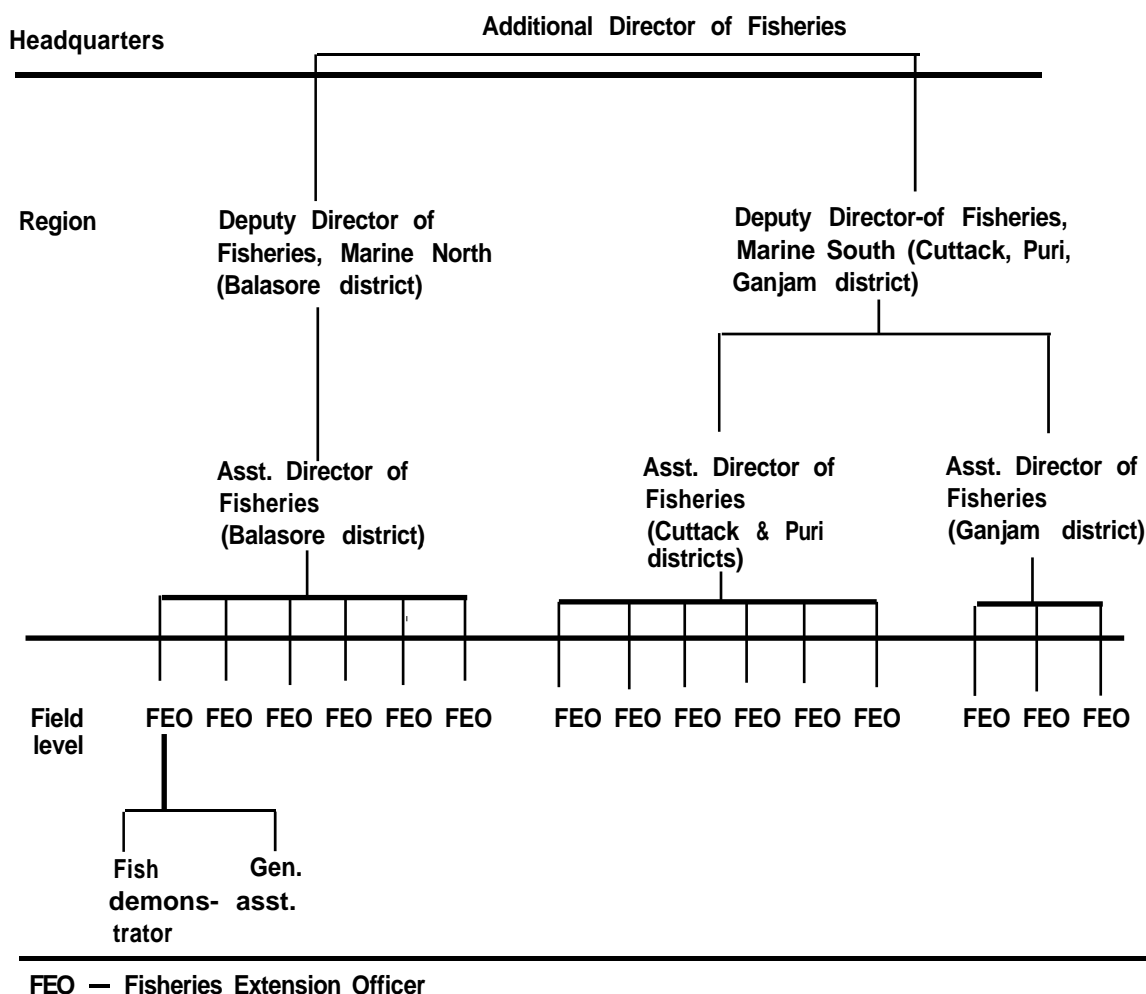 Headquarters
Additional Director of Fisheries
Region
Deputy Director of
Fisheries, Marine North
(Balasore district)
Deputy Director-of Fisheries,
Marine South (Cuttack, Puri,
Ganjam district)
Asst. Director of
Fisheries
(Balasore district)
Asst. Director of
Fisheries
(Cuttack & Puri
districts)
Asst. Director of
Fisheries
(Ganjam district)
Field
level
FEO FEO FEO FEO FEO FEO
FEO FEO FEO FEO FEO FEO
FEO FEO FEO
Fish
demons-
trator
Gen.
asst.
FEO — Fisheries Extension Officer